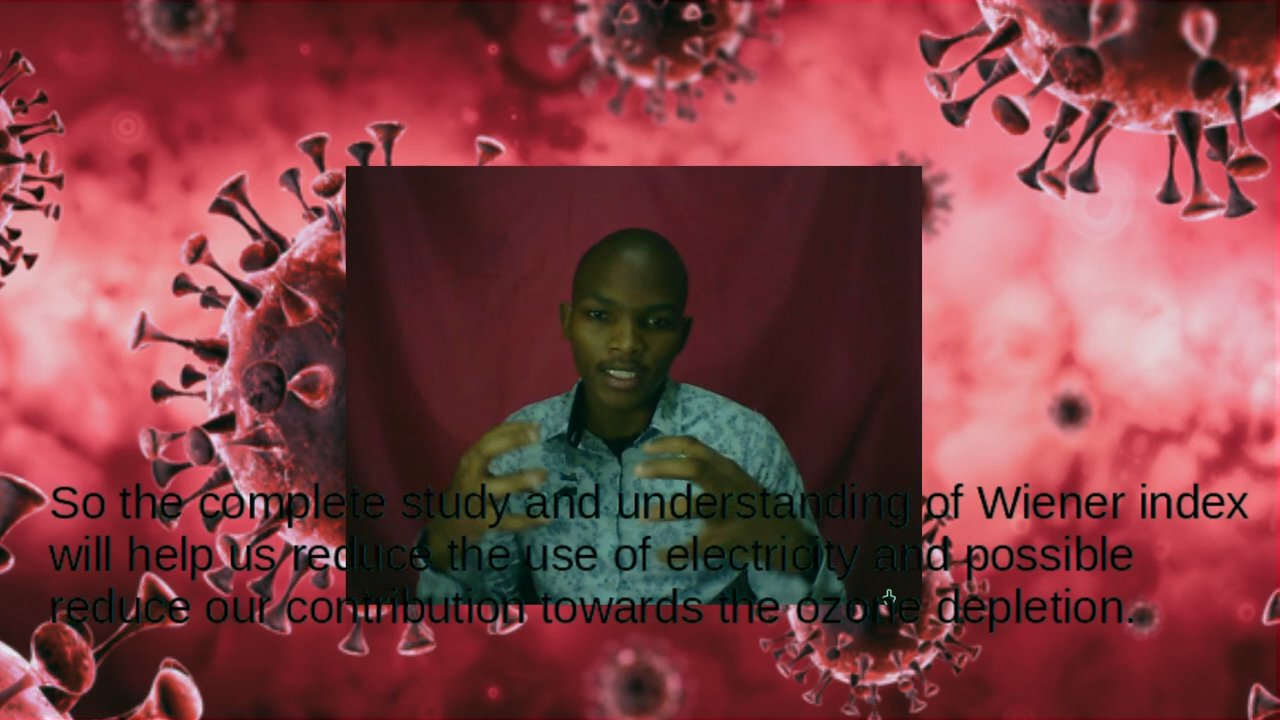 So the complete study and understanding of Wiener index
will help us reduce the use of electricity and possible
reduce our contribution towards the ozone depletion.